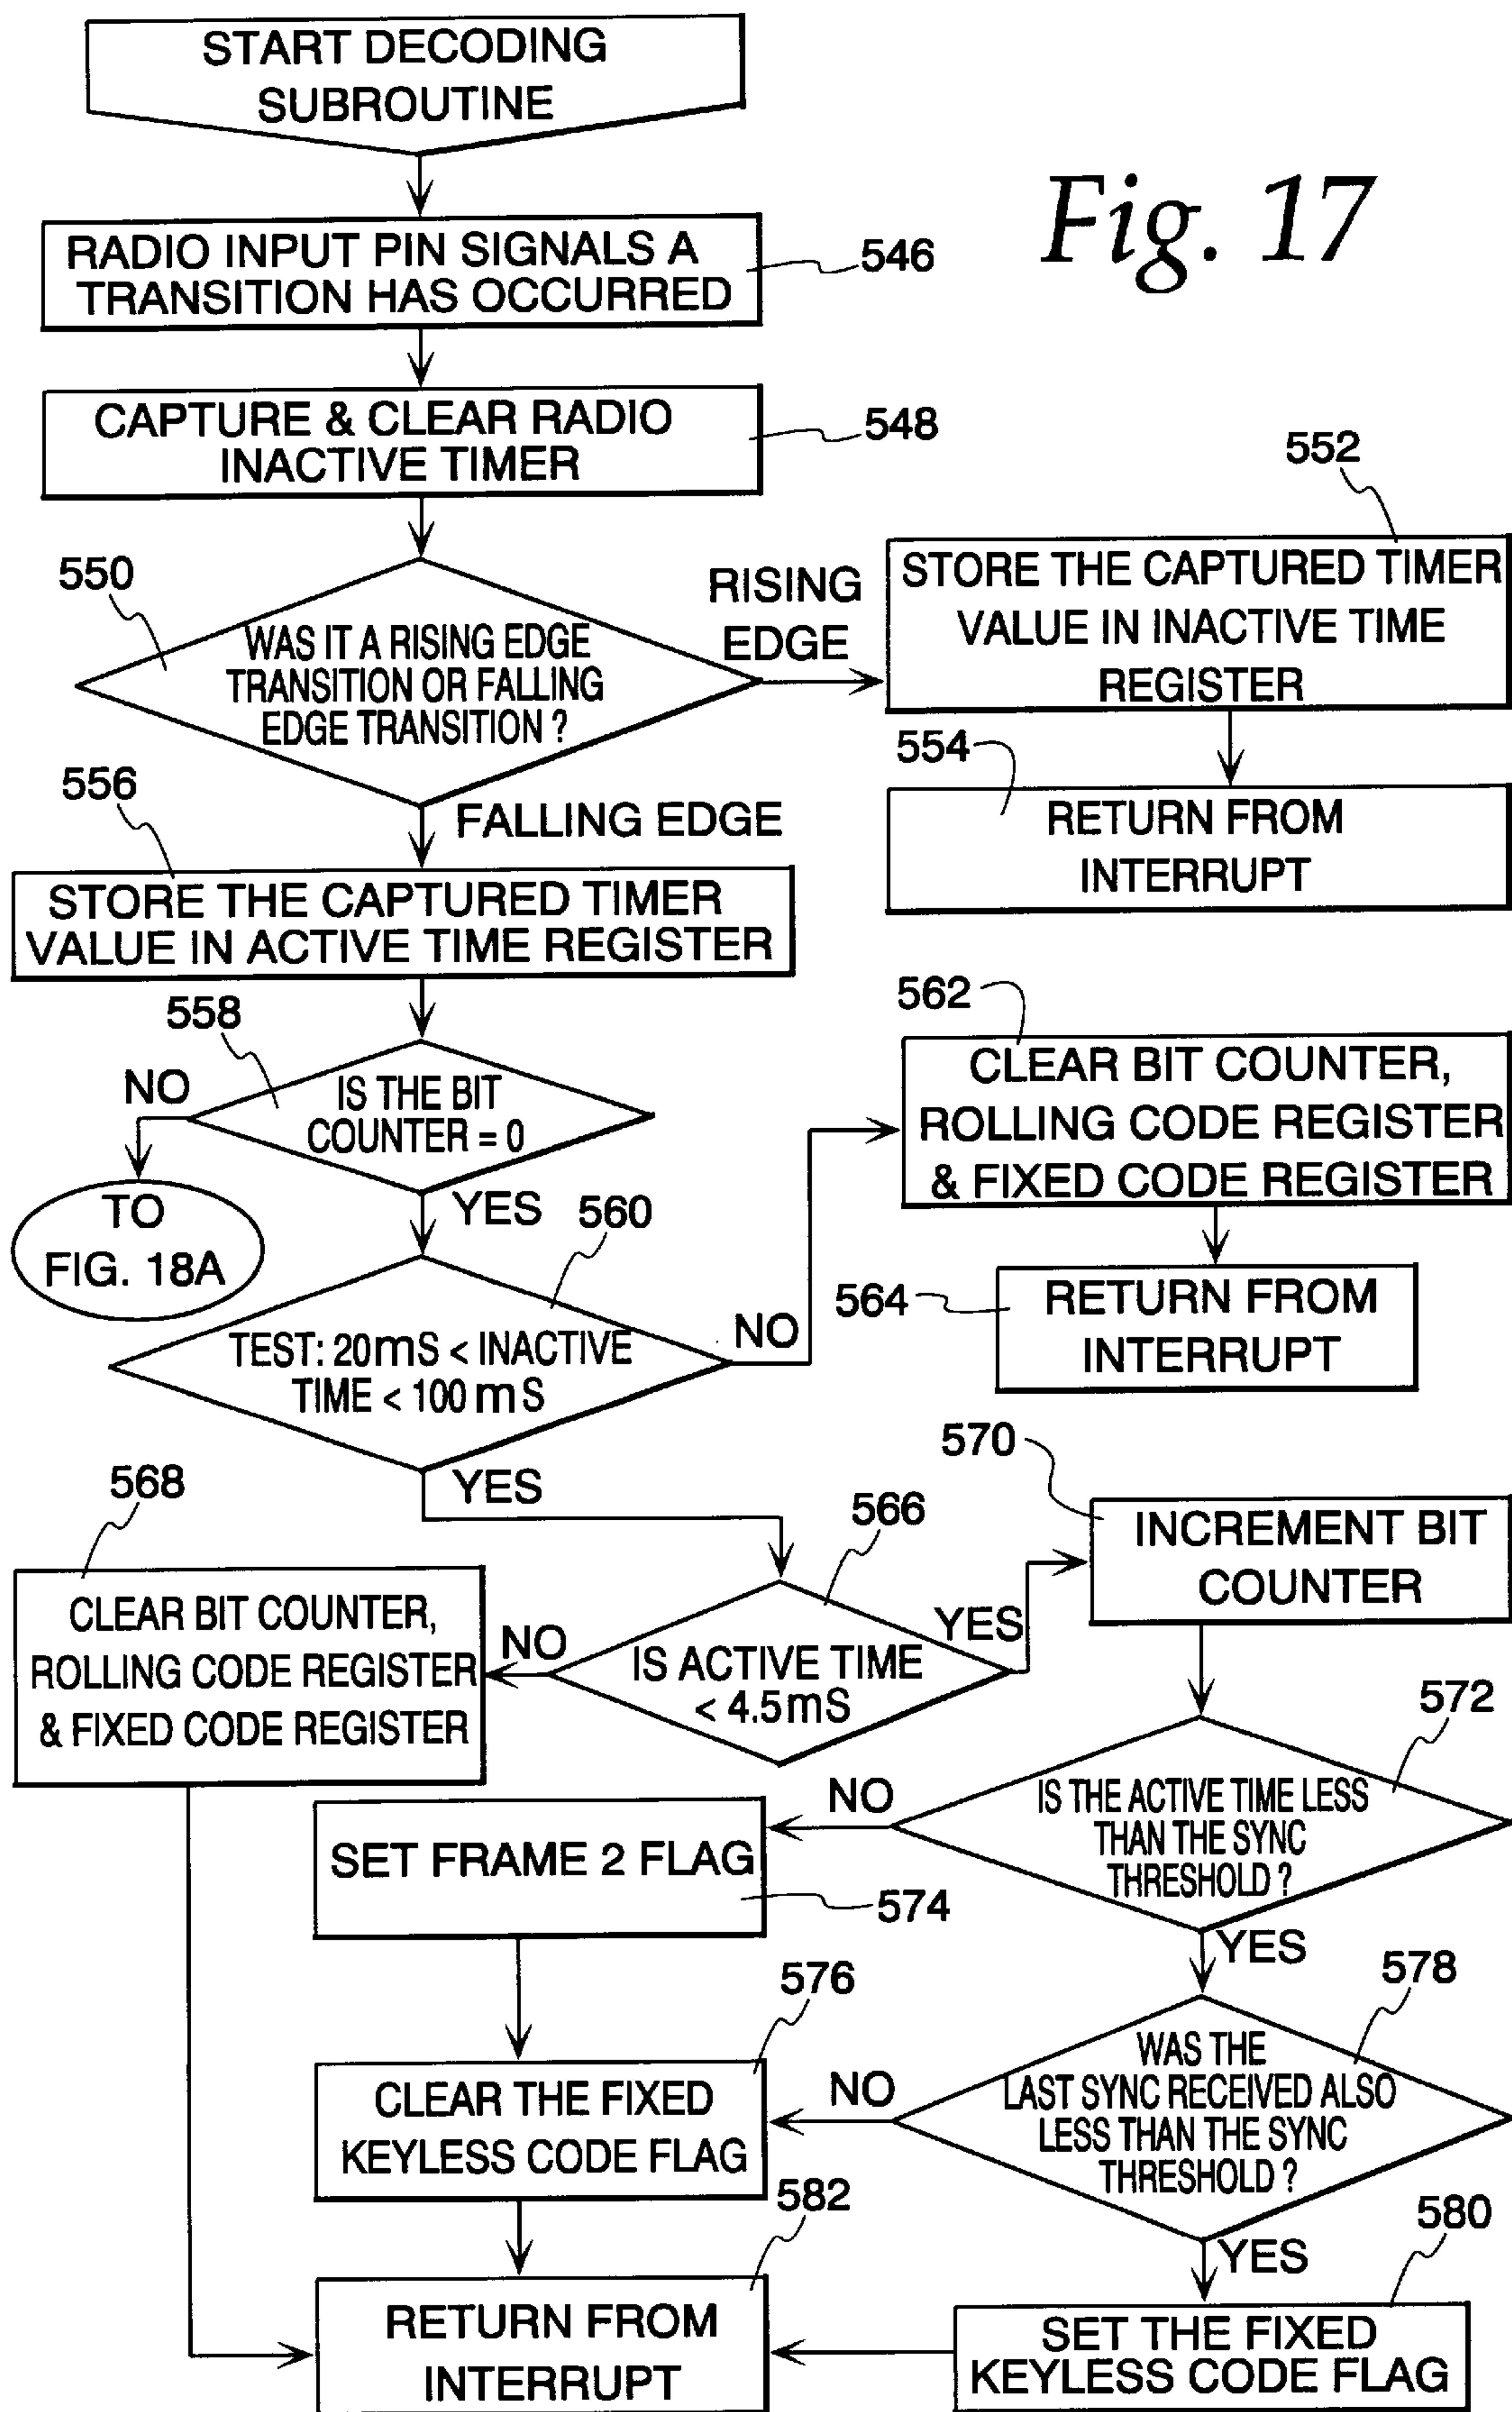 START DECODING
SUBROUTINE
Fig. 17
RADIO INPUT PIN SIGNALS A
TRANSITION HAS OCCURRED
546
CAPTURE & CLEAR RADIO
INACTIVE TIMER
548
550
WAS IT A RISING EDGE
TRANSITION OR FALLING
EDGE TRANSITION ?
RISING
EDGE
552
STORE THE CAPTURED TIMER
VALUE IN INACTIVE TIME
REGISTER
554
RETURN FROM
INTERRUPT
556
FALLING EDGE
STORE THE CAPTURED TIMER
VALUE IN ACTIVE TIME REGISTER
558
NO
IS THE BIT
COUNTER = 0
TO
FIG. 18A
YES
560
TEST: 20mS < INACTIVE
TIME < 100 mS
NO
562
CLEAR BIT COUNTER,
ROLLING CODE REGISTER
& FIXED CODE REGISTER
564
RETURN FROM
INTERRUPT
YES
566
IS ACTIVE TIME
< 4.5mS
NO
568
CLEAR BIT COUNTER,
ROLLING CODE REGISTER
& FIXED CODE REGISTER
YES
570
INCREMENT BIT
COUNTER
572
IS THE ACTIVE TIME LESS
THAN THE SYNC
THRESHOLD ?
NO
SET FRAME 2 FLAG
574
YES
576
CLEAR THE FIXED
KEYLESS CODE FLAG
NO
578
WAS THE
LAST SYNC RECEIVED ALSO
LESS THAN THE SYNC
THRESHOLD ?
YES
580
SET THE FIXED
KEYLESS CODE FLAG
582
RETURN FROM
INTERRUPT